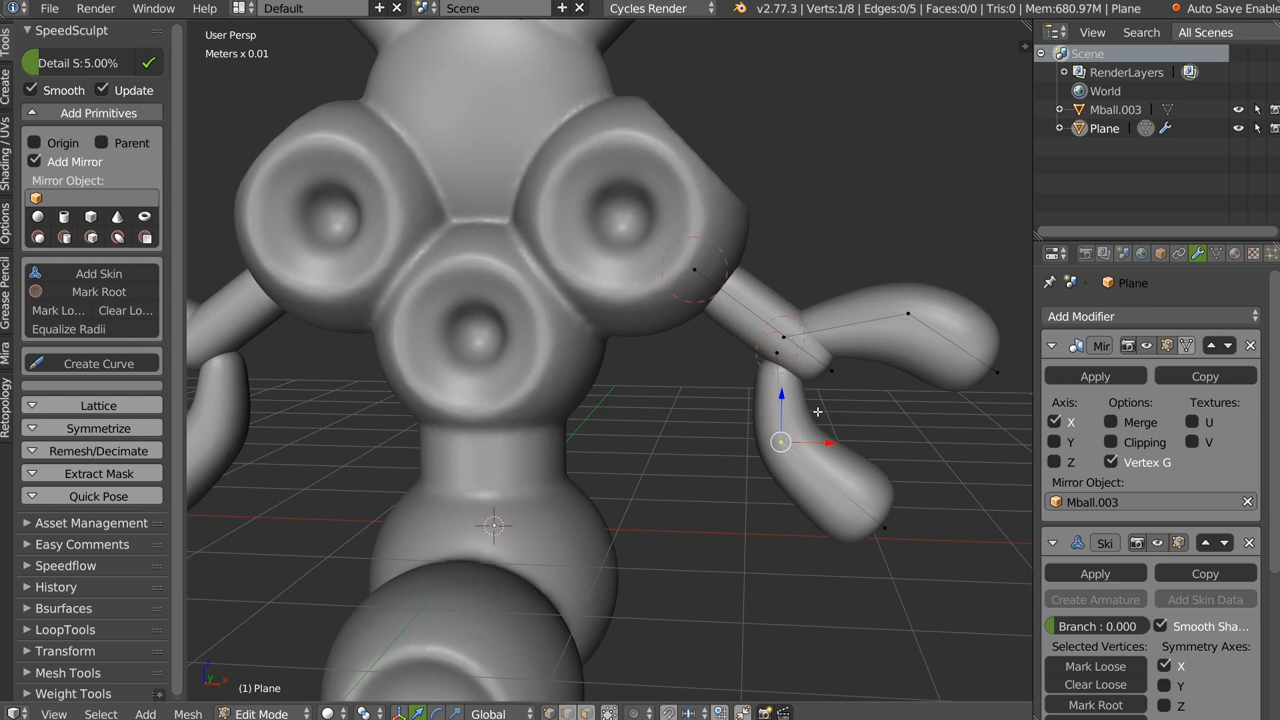 File Render Window Help Default Scene Cycles Render v2.77.3 | Verts:1/8 | Edges:0/5 | Faces:0/0 | Tris:0 | Mem:680.97M | Plane Auto Save Enable
Tools
Create
Shading / UVs
Options
Grease Pencil
Mira
Retopology
SpeedSculpt
Detail S: 5.00%
Smooth Update
Add Primitives
Origin Parent
Add Mirror
Mirror Object:
Add Skin
Mark Root
Mark Lo... Clear Lo...
Equalize Radii
Create Curve
Lattice
Symmetrize
Remesh/Decimate
Extract Mask
Quick Pose
Asset Management
Easy Comments
Speedflow
History
Bsurfaces
LoopTools
Transform
Mesh Tools
Weight Tools
User Persp
Meters x 0.01
(1) Plane
View Select Add Mesh Edit Mode Global
View Search All Scenes
Scene
RenderLayers
World
Mball.003
Plane
Plane
Add Modifier
Mir
Apply Copy
Axis: Options: Textures:
X Merge U
Y Clipping V
Z Vertex G
Mirror Object:
Mball.003
Ski
Apply Copy
Create Armature Add Skin Data
Branch : 0.000 Smooth Sha...
Selected Vertices: Symmetry Axes:
Mark Loose X
Clear Loose Y
Mark Root Z